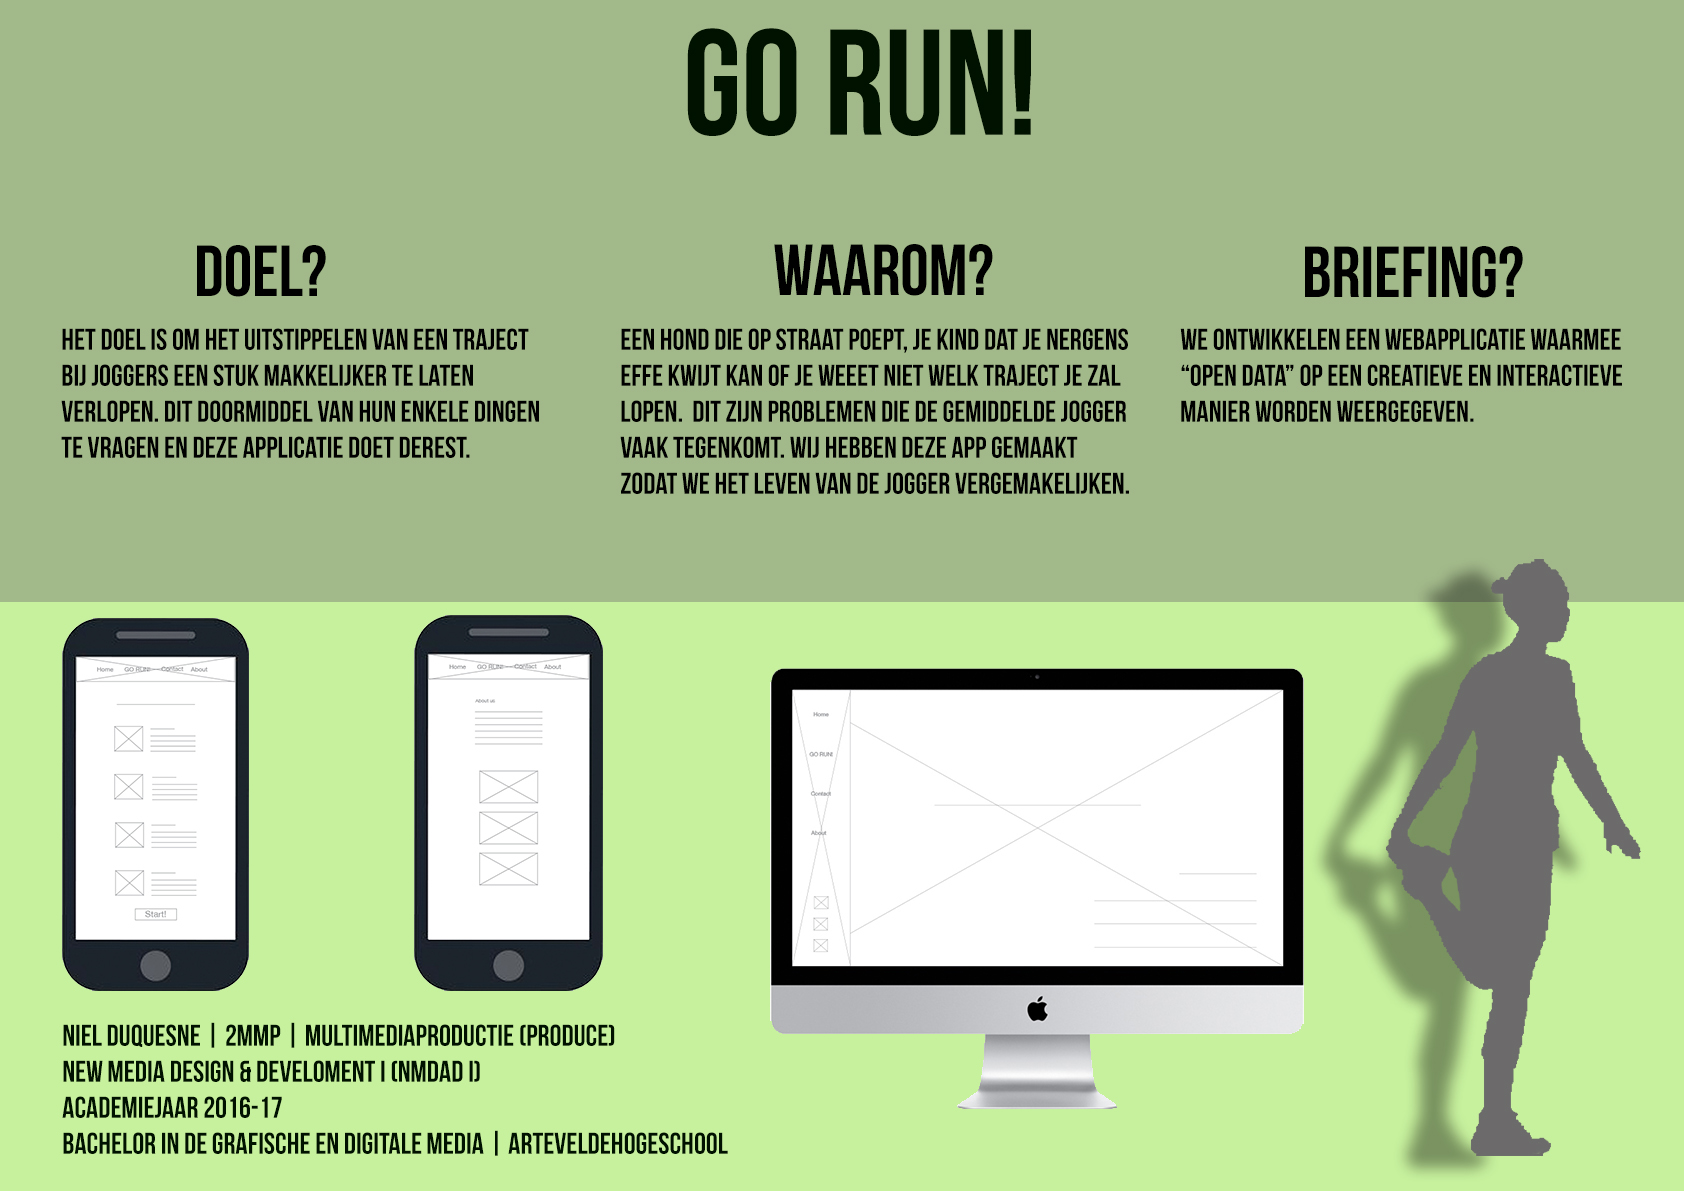 GO RUN!
DOEL?
HET DOEL IS OM HET UITSTIPPELEN VAN EEN TRAJECT
BIJ JOGGERS EEN STUK MAKKELIJKER TE LATEN
VERLOPEN. DIT DOORMIDDEL VAN HUN ENKELE DINGEN
TE VRAGEN EN DEZE APPLICATIE DOET DEREST.
WAAROM?
EEN HOND DIE OP STRAAT POEPT, JE KIND DAT JE NERGENS
EFFE KWIJT KAN OF JE WEEET NIET WELK TRAJECT JE ZAL
LOPEN. DIT ZIJN PROBLEMEN DIE DE GEMIDDELDE JOGGER
VAAK TEGENKOMT. WIJ HEBBEN DEZE APP GEMAAKT
ZODAT WE HET LEVEN VAN DE JOGGER VERGEMAKELIJKEN.
BRIEFING?
WE ONTWIKKELEN EEN WEBAPPLICATIE WAARMEE
“OPEN DATA” OP EEN CREATIEVE EN INTERACTIEVE
MANIER WORDEN WEERGEGEVEN.
Home GO RUN! Contact About
Start!
Home GO RUN! Contact About
About us
Home
GO RUN!
Contact
About
NIEL DUQUESNE | 2MMP | MULTIMEDIAPRODUCTIE (PRODUCE)
NEW MEDIA DESIGN & DEVELOMENT I (NMDAD I)
ACADEMIEJAAR 2016-17
BACHELOR IN DE GRAFISCHE EN DIGITALE MEDIA | ARTEVELDEHOGESCHOOL